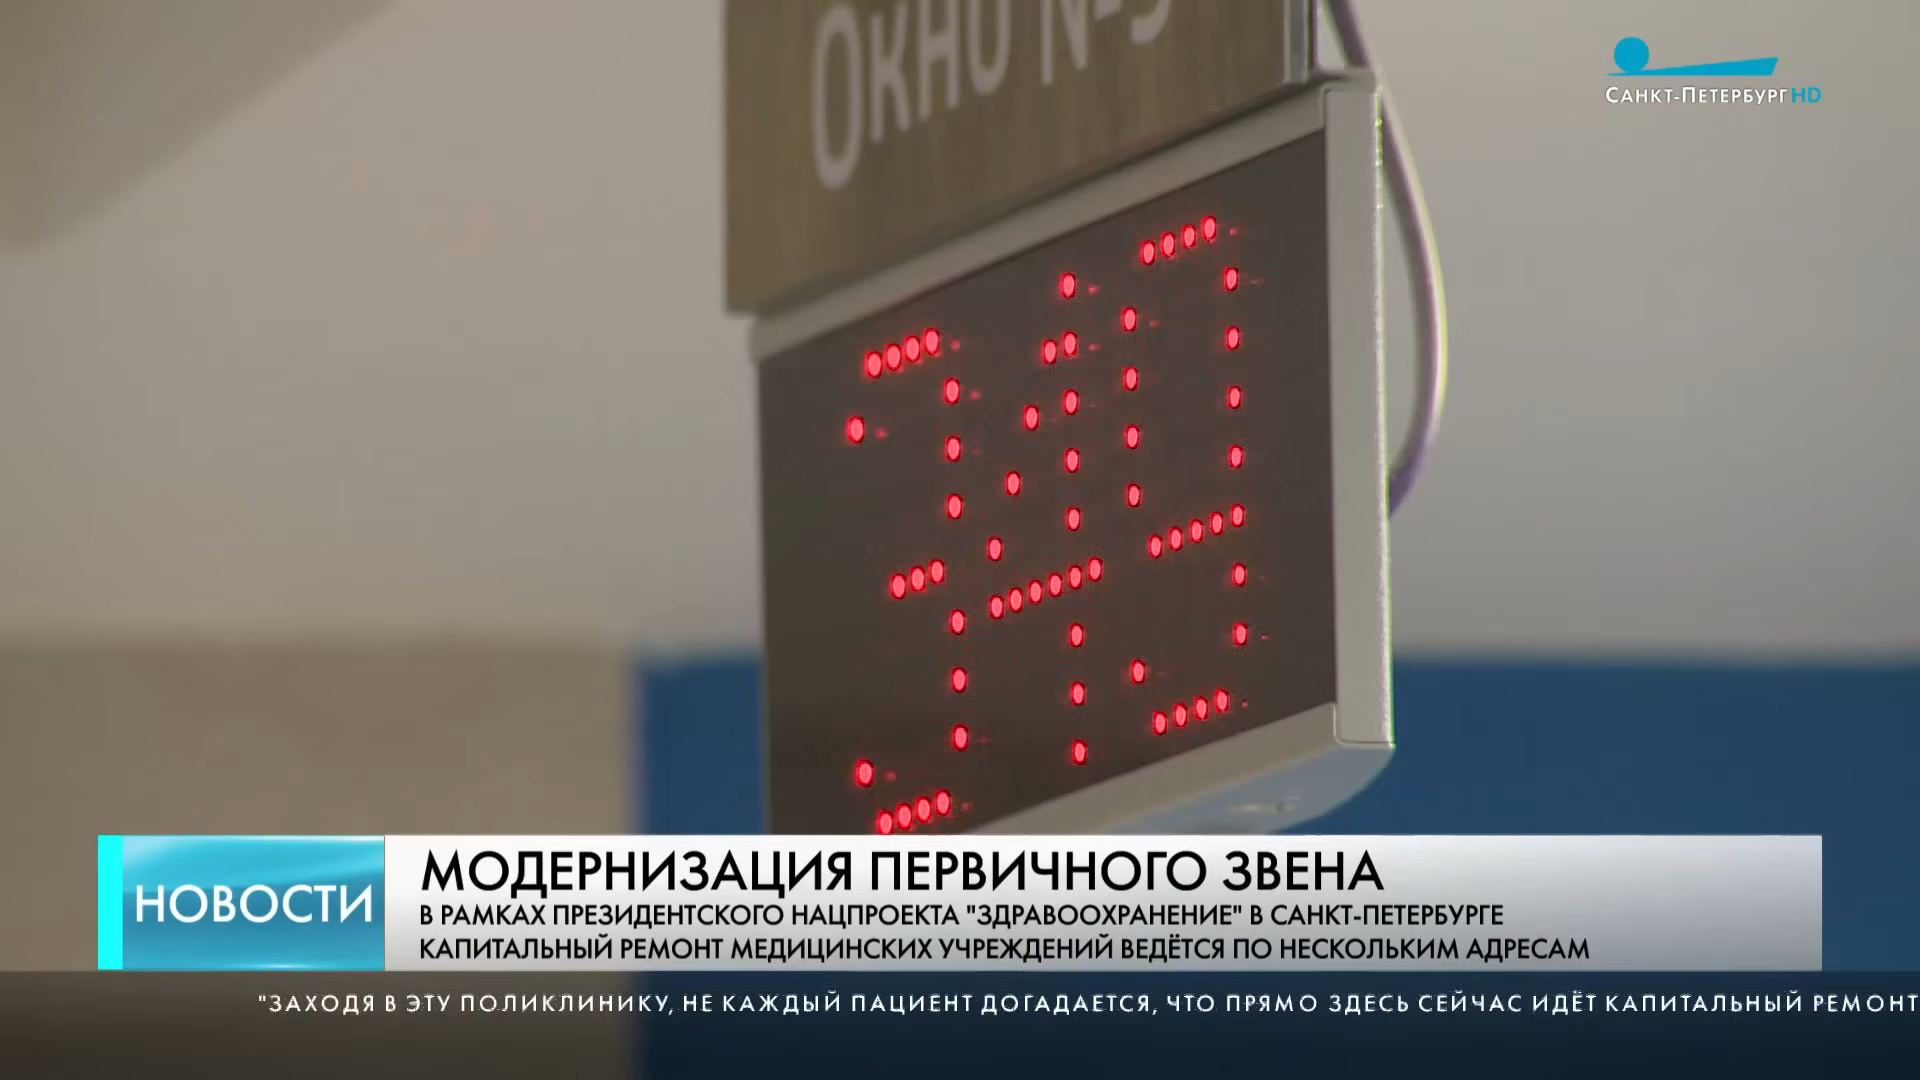 ОКНО №
САНКТ-ПЕТЕРБУРГ HD
349
НОВОСТИ
МОДЕРНИЗАЦИЯ ПЕРВИЧНОГО ЗВЕНА
В РАМКАХ ПРЕЗИДЕНТСКОГО НАЦПРОЕКТА "ЗДРАВООХРАНЕНИЕ" В САНКТ-ПЕТЕРБУРГЕ
КАПИТАЛЬНЫЙ РЕМОНТ МЕДИЦИНСКИХ УЧРЕЖДЕНИЙ ВЕДЁТСЯ ПО НЕСКОЛЬКИМ АДРЕСАМ
"ЗАХОДЯ В ЭТУ ПОЛИКЛИНИКУ, НЕ КАЖДЫЙ ПАЦИЕНТ ДОГАДАЕТСЯ, ЧТО ПРЯМО ЗДЕСЬ СЕЙЧАС ИДЁТ КАПИТАЛЬНЫЙ РЕМОНТ